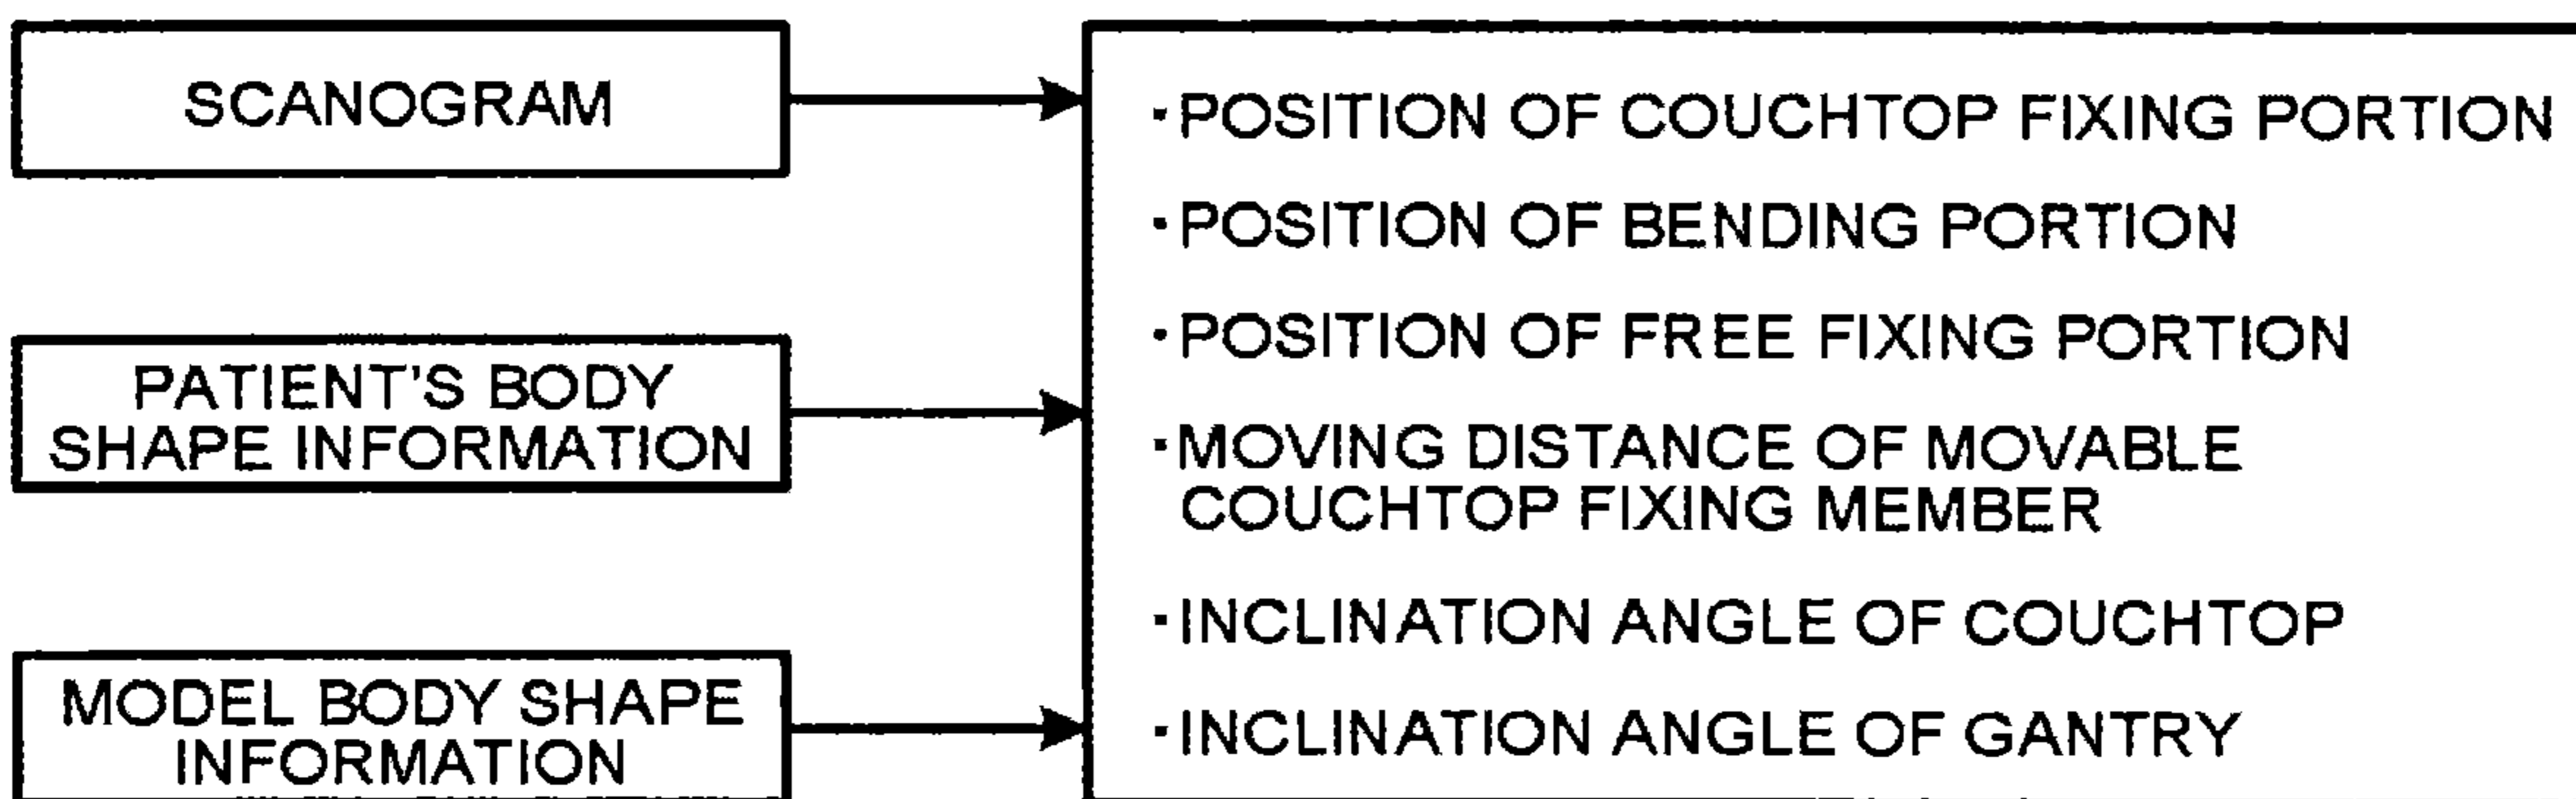 SCANOGRAM
PATIENT'S BODY
SHAPE INFORMATION
MODEL BODY SHAPE
INFORMATION
·POSITION OF COUCHTOP FIXING PORTION
·POSITION OF BENDING PORTION
·POSITION OF FREE FIXING PORTION
·MOVING DISTANCE OF MOVABLE
COUCHTOP FIXING MEMBER
·INCLINATION ANGLE OF COUCHTOP
·INCLINATION ANGLE OF GANTRY